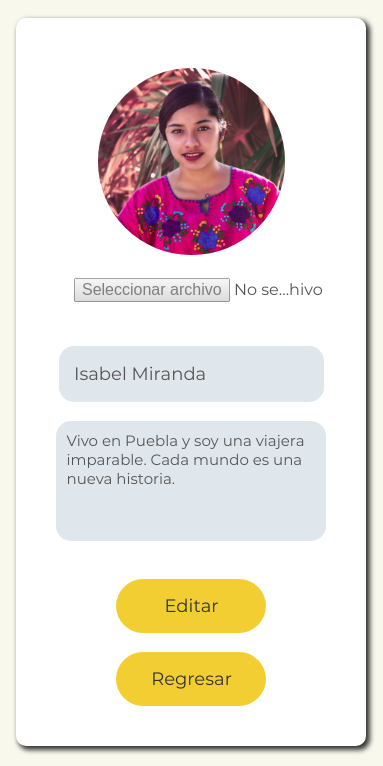 Seleccionar archivo No se...hivo
Isabel Miranda
Vivo en Puebla y soy una viajera
imparable. Cada mundo es una
nueva historia.
Editar
Regresar